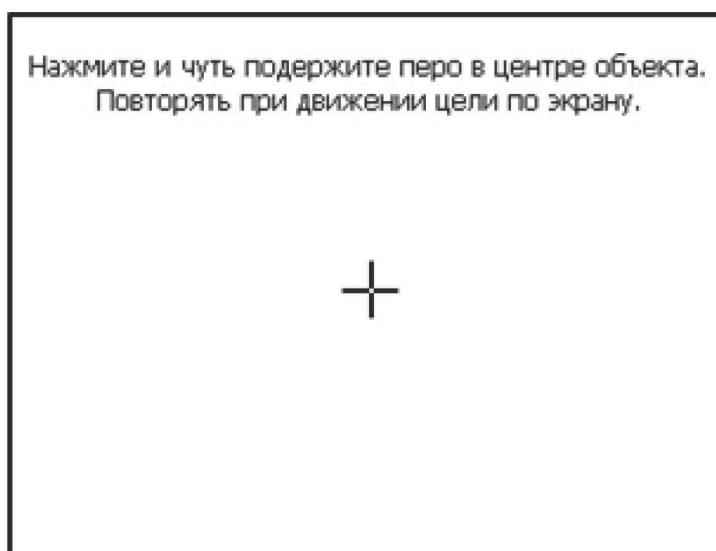 Нажмите и чуть подержите перо в центре объекта.
Повторять при движении цели по экрану.